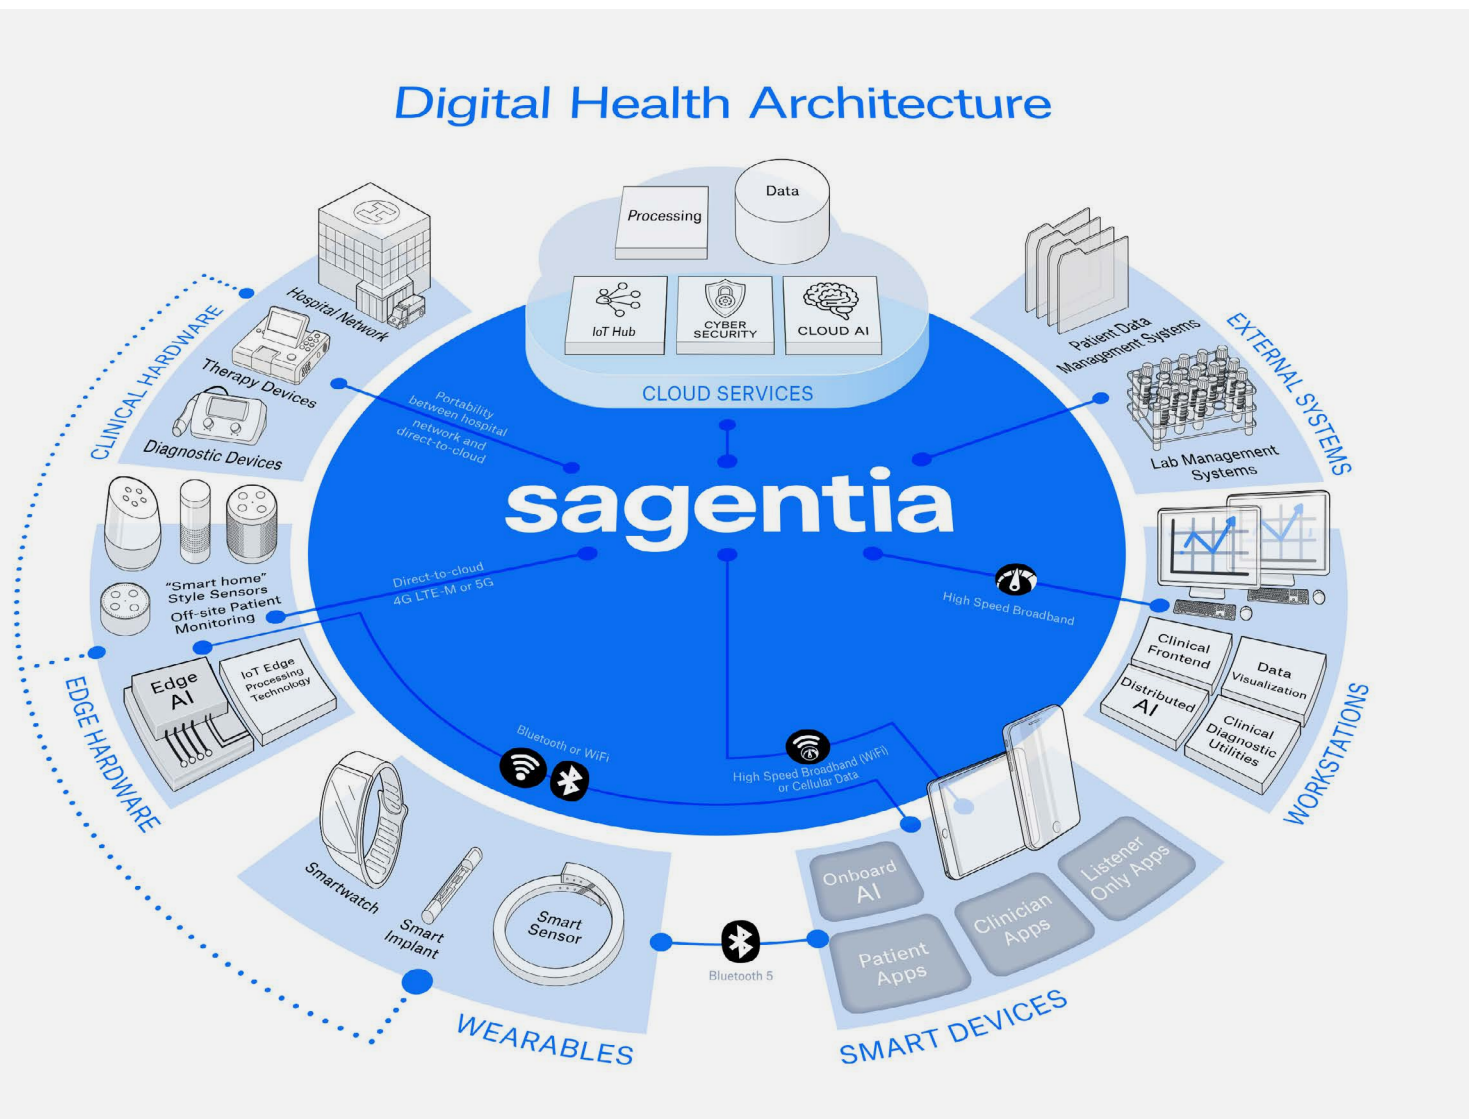 Digital Health Architecture
Processing
Data
IoT Hub
CYBER
SECURITY
CLOUD AI
CLOUD SERVICES
Hospital Network
Therapy Devices
Diagnostic Devices
CLINICAL HARDWARE
Portability
between hospital
network and
direct-to-cloud
Patient Data
Management Systems
Lab Management
Systems
EXTERNAL SYSTEMS
sagentia
"Smart home"
Style Sensors
Off-site Patient
Monitoring
Direct-to-cloud
4G LTE-M or 5G
Edge
AI
IoT Edge
Processing
Technology
EDGE HARDWARE
High Speed Broadband
Clinical
Frontend
Data
Visualization
Distributed
AI
Clinical
Diagnostic
Utilities
WORKSTATIONS
Bluetooth or WiFi
High Speed Broadband (WiFi)
or Cellular Data
Smartwatch
Smart
Implant
Smart
Sensor
WEARABLES
Bluetooth 5
Onboard
AI
Patient
Apps
Clinician
Apps
Listener
Only Apps
SMART DEVICES